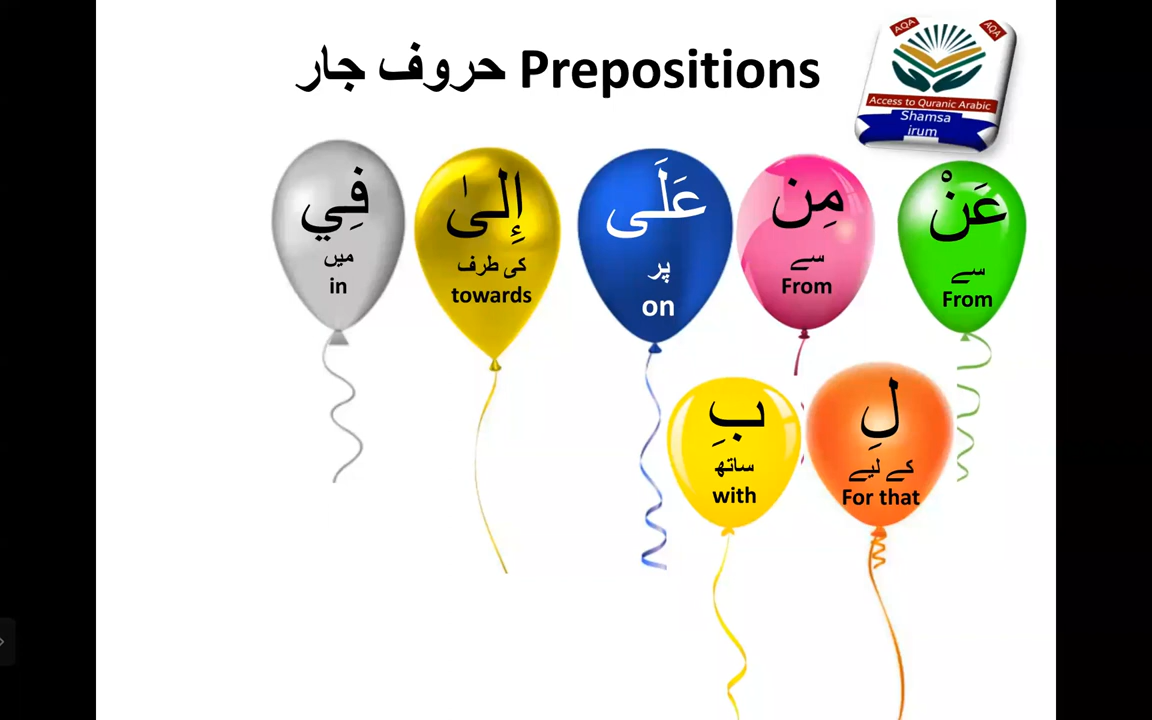 حروف جار Prepositions
AQA
AQA
Access to Quranic Arabic
Shamsa
irum
فِي
میں
in
إِلىٰ
کی طرف
towards
عَلَى
پر
on
مِن
سے
From
عَنْ
سے
From
بِ
ساتھ
with
لِ
کے لیے
For that